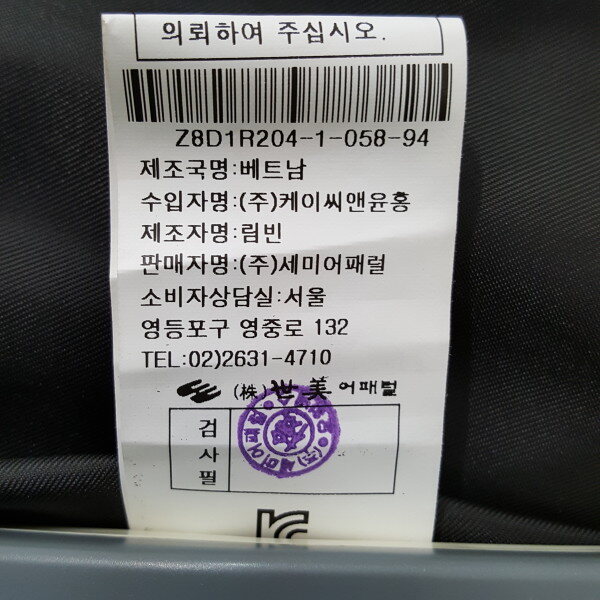 의뢰하여 주십시오.
Z8D1R204-1-058-94
제조국명:베트남
수입자명:(주)케이씨앤윤홍
제조자명:림빈
판매자명:(주)세미어패럴
소비자상담실:서울
영등포구 영중로 132
TEL:02)2631-4710
(株)世美어패럴
검사필